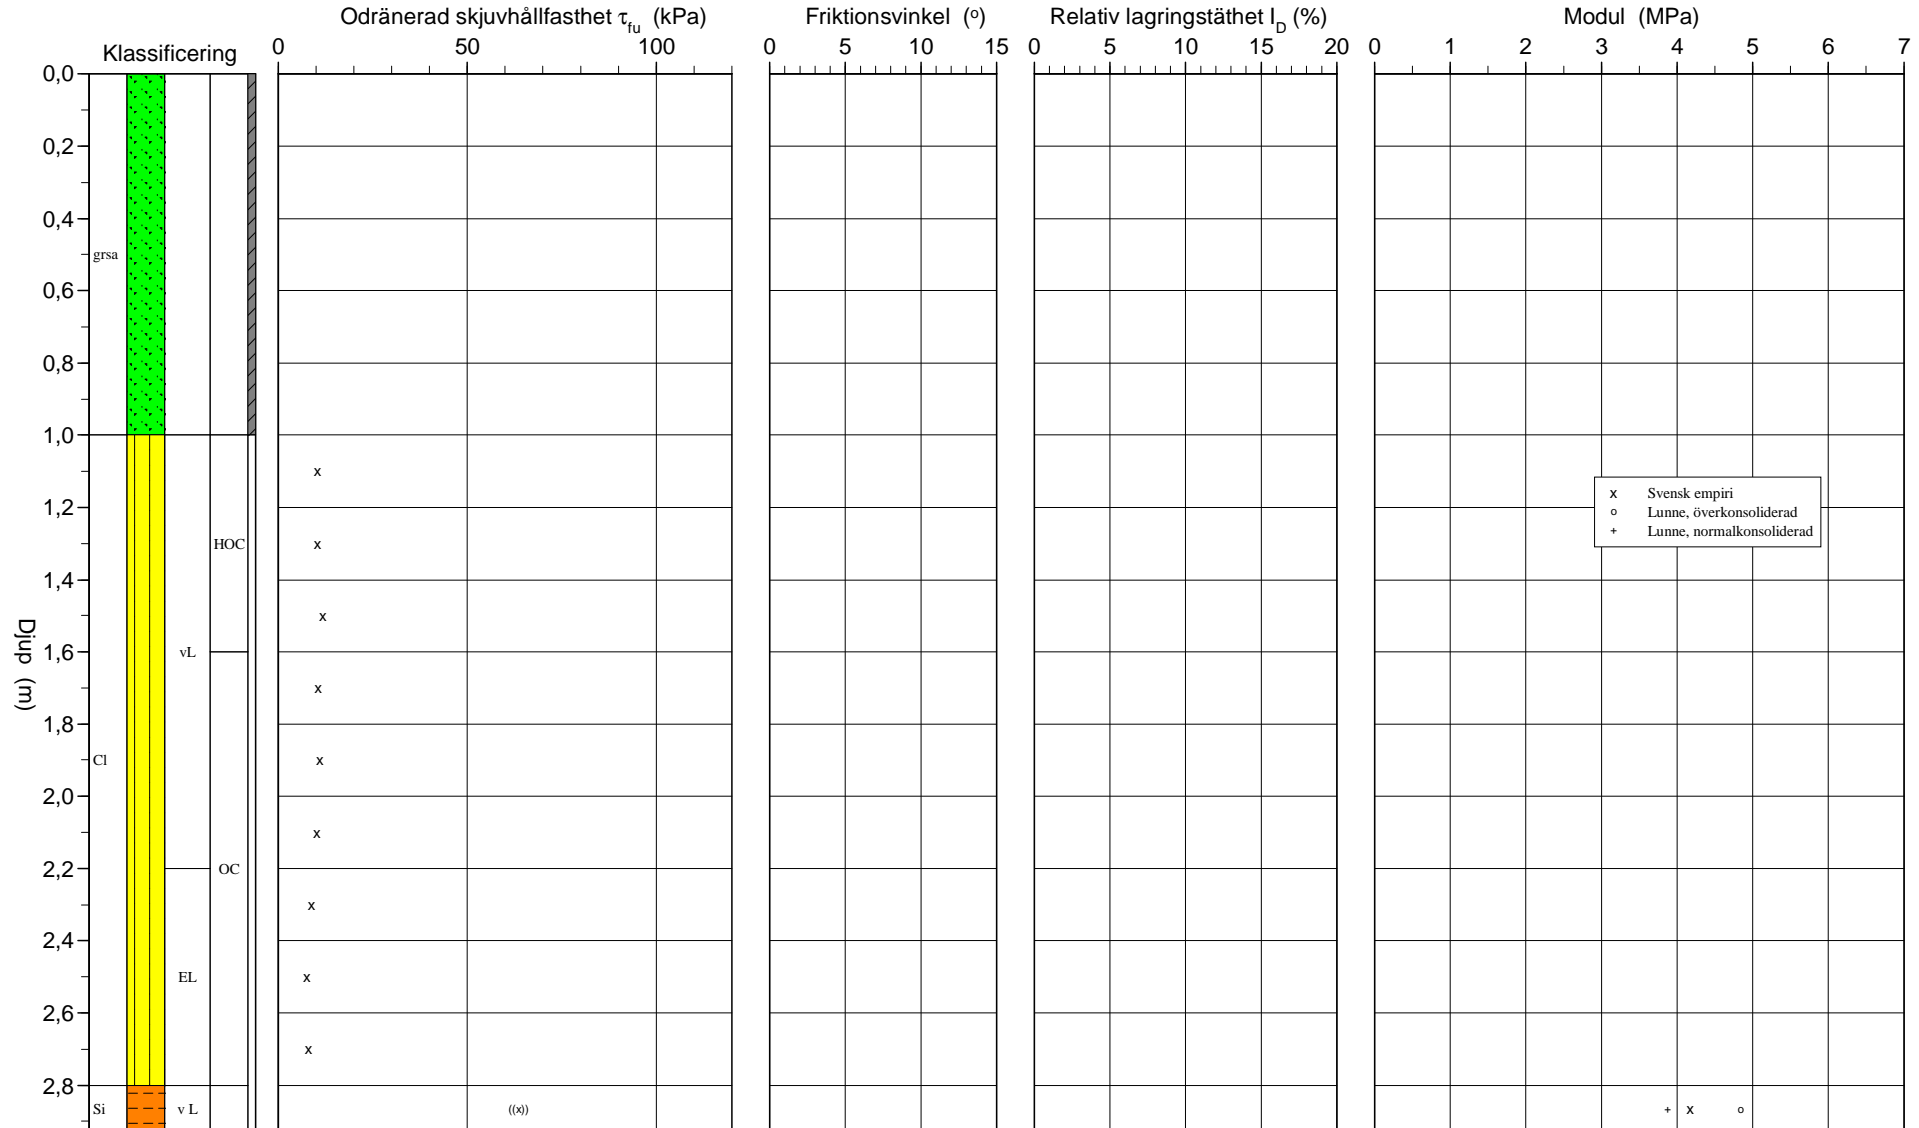 Odränerad skjuvhållfasthet τfu (kPa)
Friktionsvinkel (o)
Relativ lagringstäthet ID (%)
Modul (MPa)
Klassificering
0 50 100
0 5 10 15
0 5 10 15 20
0 1 2 3 4 5 6 7
0,0
0,2
0,4
grsa
0,6
0,8
1,0
x
x Svensk empiri
1,2
o Lunne, överkonsoliderad
+ Lunne, normalkonsoliderad
HOC
x
1,4
x
Djup (m)
1,6
vL
x
1,8
Cl
x
2,0
x
2,2
OC
x
2,4
EL
x
2,6
x
2,8
Si
v L
((x))
+ x o